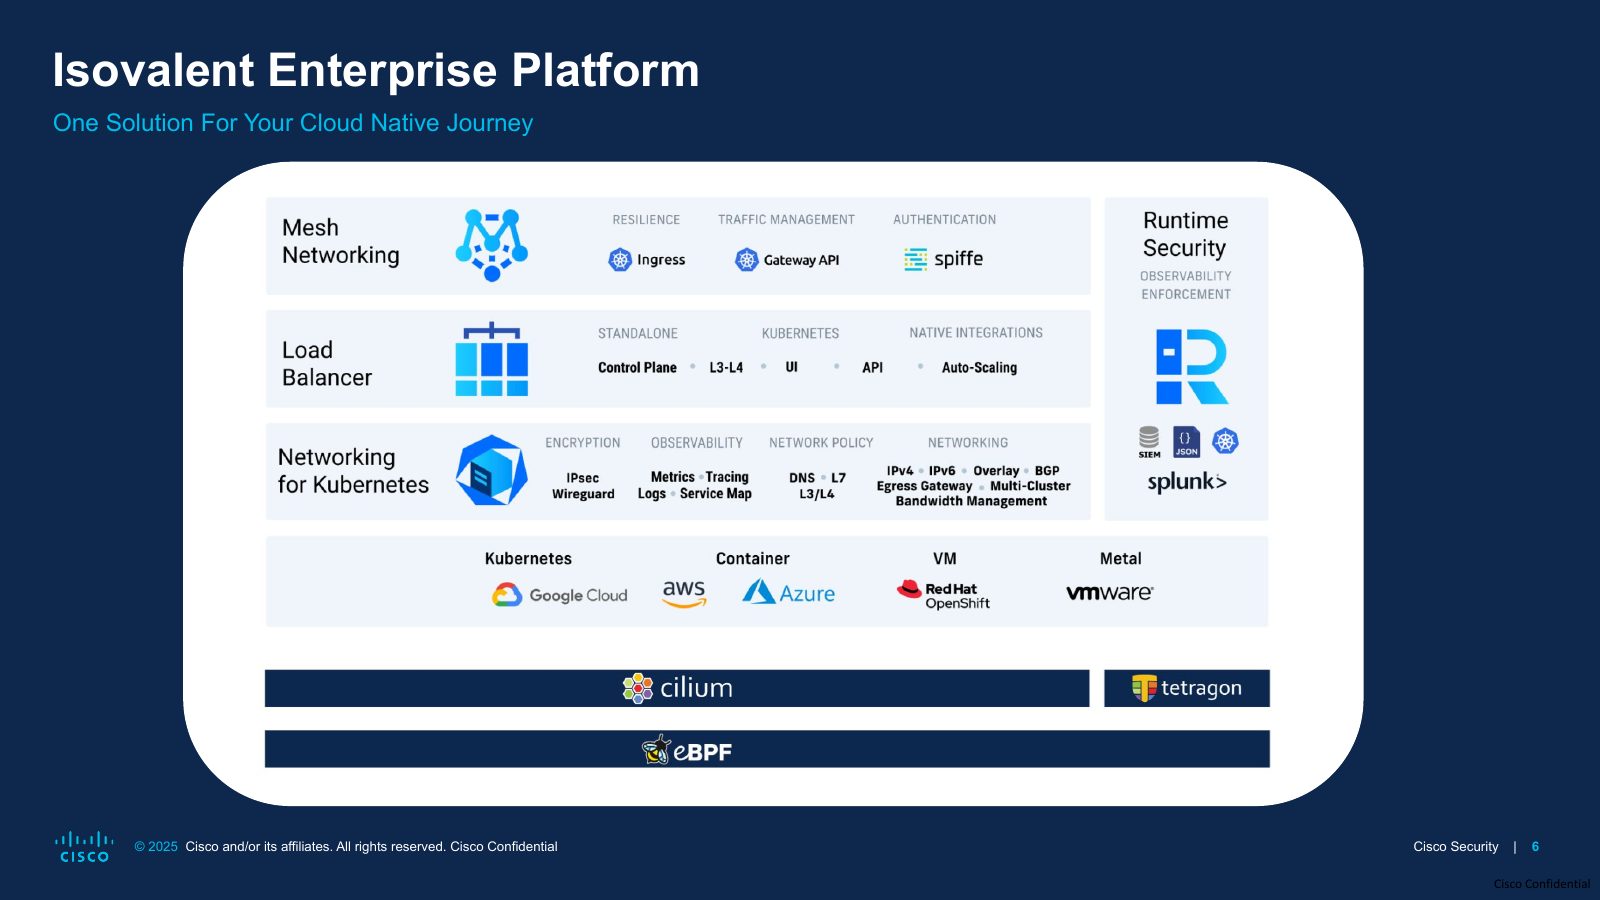 Isovalent Enterprise Platform
One Solution For Your Cloud Native Journey
Mesh
Networking
RESILIENCE TRAFFIC MANAGEMENT AUTHENTICATION
Ingress Gateway API spiffe
Load
Balancer
STANDALONE KUBERNETES NATIVE INTEGRATIONS
Control Plane • L3-L4 • UI • API • Auto-Scaling
Networking
for Kubernetes
ENCRYPTION
IPsec
Wireguard
OBSERVABILITY
Metrics • Tracing
Logs • Service Map
NETWORK POLICY
DNS • L7
L3/L4
NETWORKING
IPv4 • IPv6 • Overlay • BGP
Egress Gateway • Multi-Cluster
Bandwidth Management
Runtime
Security
OBSERVABILITY
ENFORCEMENT
R
SIEM {} JSON
splunk>
Kubernetes Container VM Metal
Google Cloud aws Azure Red Hat
OpenShift
vmware®
cilium
tetragon
eBPF
CISCO
© 2025 Cisco and/or its affiliates. All rights reserved. Cisco Confidential
Cisco Security | 6
Cisco Confidential